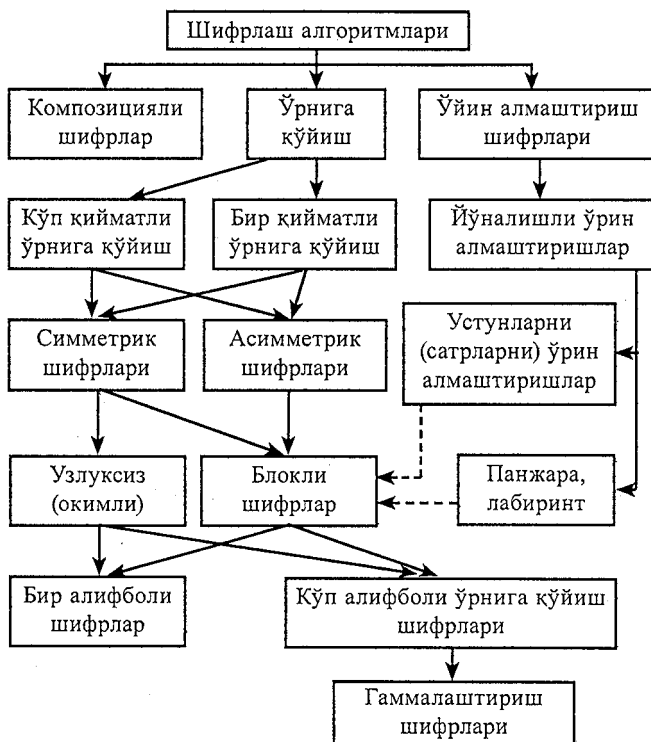 Шифрлаш алгоритмлари
Композицияли
шифрлар
Ўрнига
қўйиш
Ўйин алмаштириш
шифрлари
Кўп қийматли
ўрнига қўйиш
Бир қийматли
ўрнига қўйиш
Йўналишли ўрин
алмаштиришлар
Симметрик
шифрлари
Асимметрик
шифрлари
Устунларни
(сатрларни) ўрин
алмаштиришлар
Узлуксиз
(окимли)
Блокли
шифрлар
Панжара,
лабиринт
Бир алифболи
шифрлар
Кўп алифболи ўрнига қўйиш
шифрлари
Гаммалаштириш
шифрлари